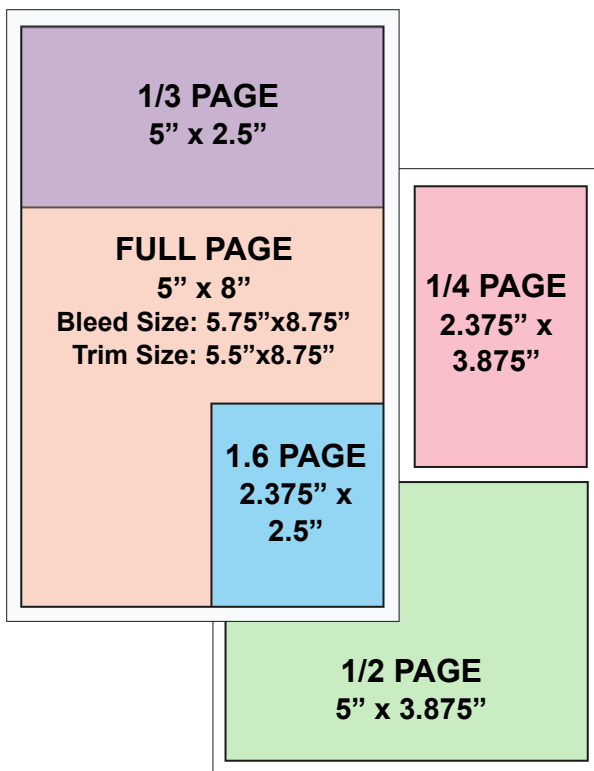 1/3 PAGE
5” x 2.5”
FULL PAGE
5” x 8”
Bleed Size: 5.75”x8.75”
Trim Size: 5.5”x8.75”
1.6 PAGE
2.375” x
2.5”
1/4 PAGE
2.375” x
3.875”
1/2 PAGE
5” x 3.875”